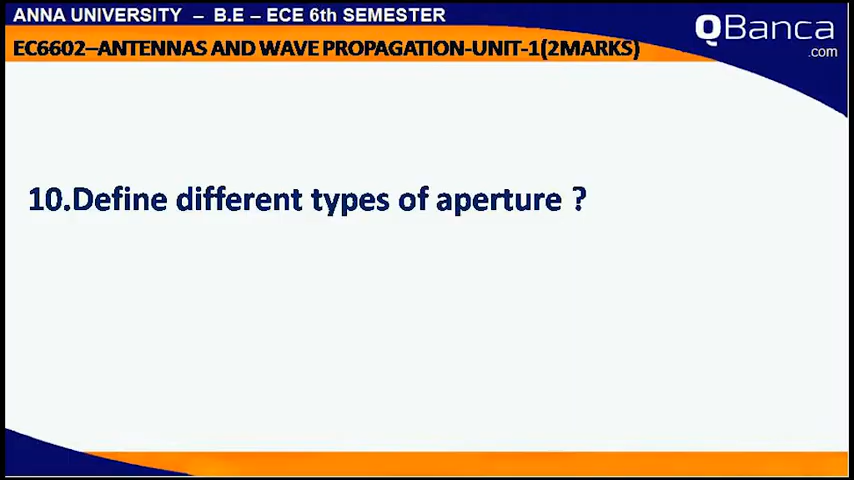 ANNA UNIVERSITY – B.E – ECE 6th SEMESTER
EC6602–ANTENNAS AND WAVE PROPAGATION-UNIT-1(2MARKS)
QBanca
.com
10.Define different types of aperture ?